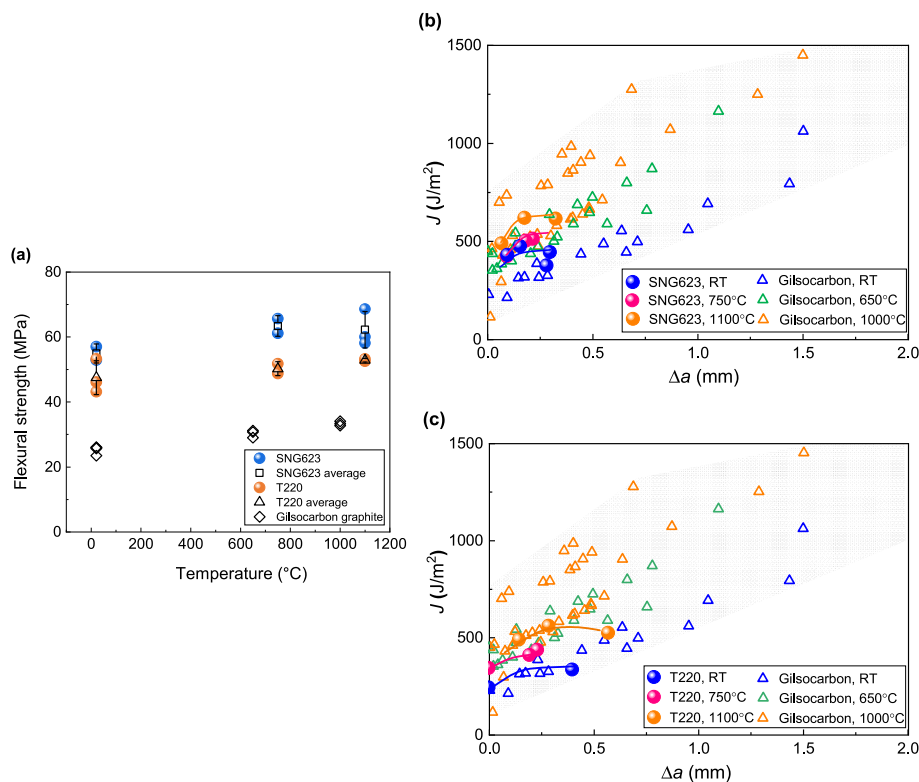 (a)
Flexural strength (MPa)
80
60
40
20
0
0 200 400 600 800 1000 1200
Temperature (°C)
SNG623
SNG623 average
T220
T220 average
Gilsocarbon graphite
(b)
J (J/m²)
1500
1000
500
0
0.0 0.5 1.0 1.5 2.0
Δa (mm)
SNG623, RT Gilsocarbon, RT
SNG623, 750°C Gilsocarbon, 650°C
SNG623, 1100°C Gilsocarbon, 1000°C
(c)
J (J/m²)
1500
1000
500
0
0.0 0.5 1.0 1.5 2.0
Δa (mm)
T220, RT Gilsocarbon, RT
T220, 750°C Gilsocarbon, 650°C
T220, 1100°C Gilsocarbon, 1000°C